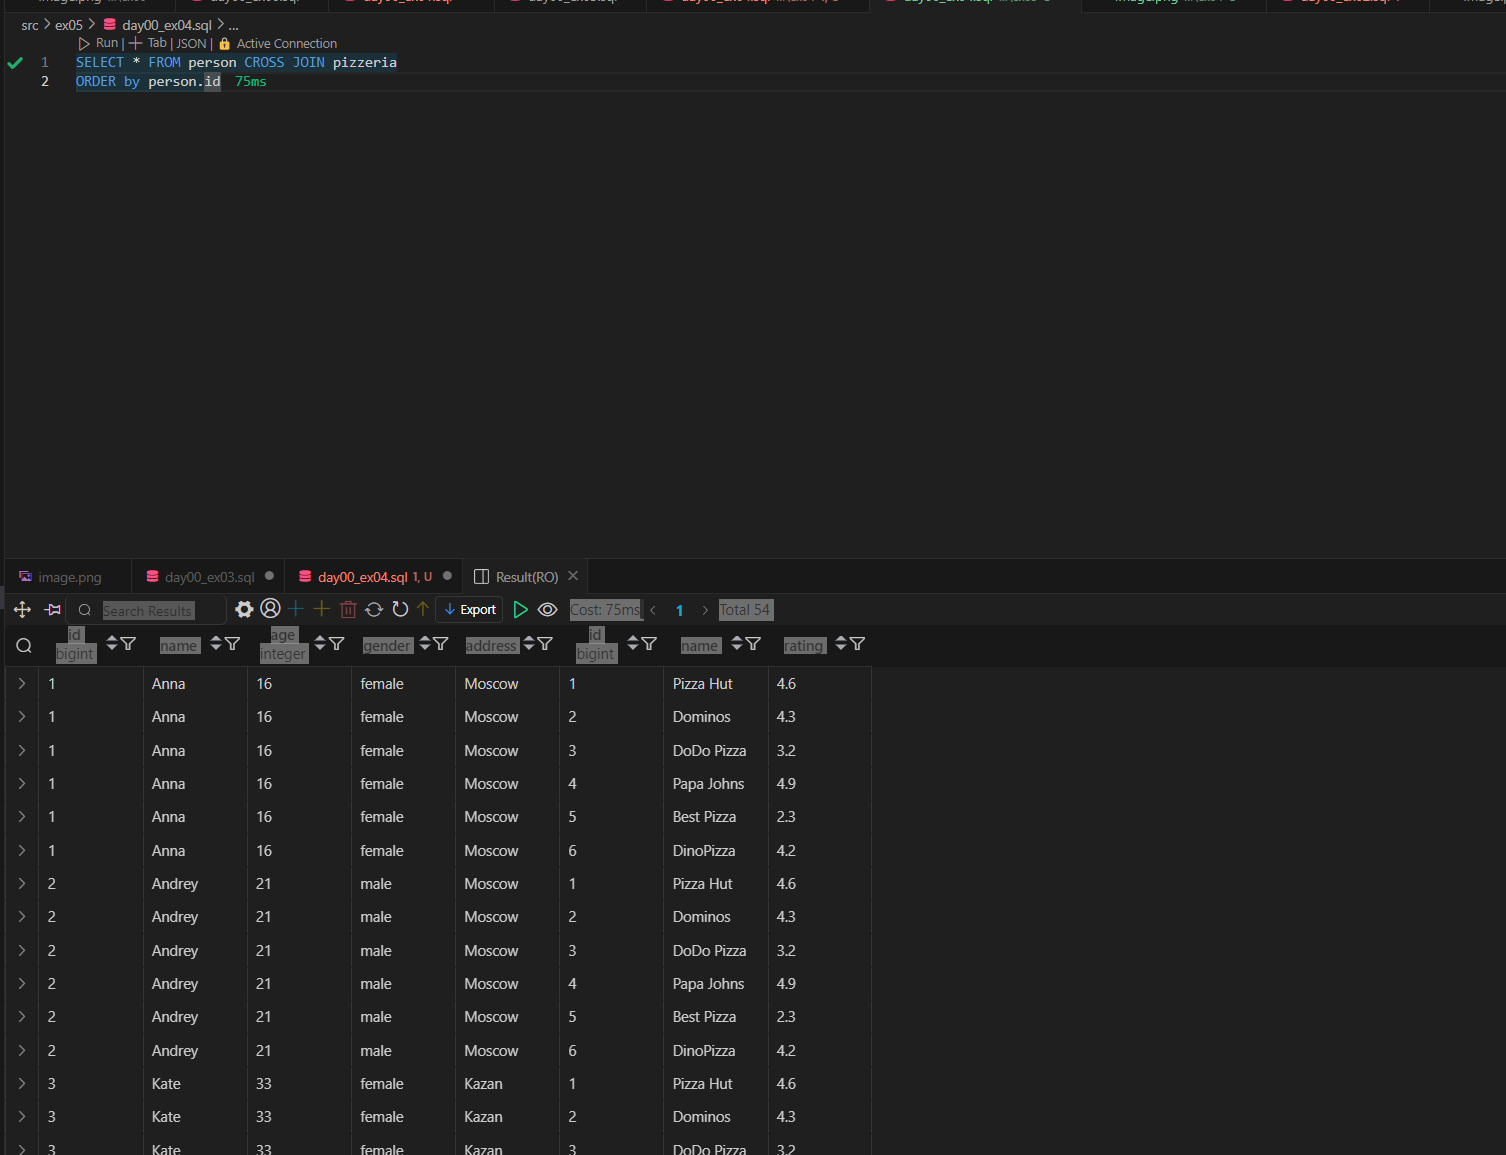 src > ex05 > day00_ex04.sql > ...
Run | Tab | JSON | Active Connection
1 SELECT * FROM person CROSS JOIN pizzeria
2 ORDER by person.id 75ms
image.png day00_ex03.sql day00_ex04.sql 1, U Result(RO)
Search Results Export Cost: 75ms < 1 > Total 54
id bigint name age integer gender address id bigint name rating
1 Anna 16 female Moscow 1 Pizza Hut 4.6
1 Anna 16 female Moscow 2 Dominos 4.3
1 Anna 16 female Moscow 3 DoDo Pizza 3.2
1 Anna 16 female Moscow 4 Papa Johns 4.9
1 Anna 16 female Moscow 5 Best Pizza 2.3
1 Anna 16 female Moscow 6 DinoPizza 4.2
2 Andrey 21 male Moscow 1 Pizza Hut 4.6
2 Andrey 21 male Moscow 2 Dominos 4.3
2 Andrey 21 male Moscow 3 DoDo Pizza 3.2
2 Andrey 21 male Moscow 4 Papa Johns 4.9
2 Andrey 21 male Moscow 5 Best Pizza 2.3
2 Andrey 21 male Moscow 6 DinoPizza 4.2
3 Kate 33 female Kazan 1 Pizza Hut 4.6
3 Kate 33 female Kazan 2 Dominos 4.3
3 Kate 33 female Kazan 3 DoDo Pizza 3.2